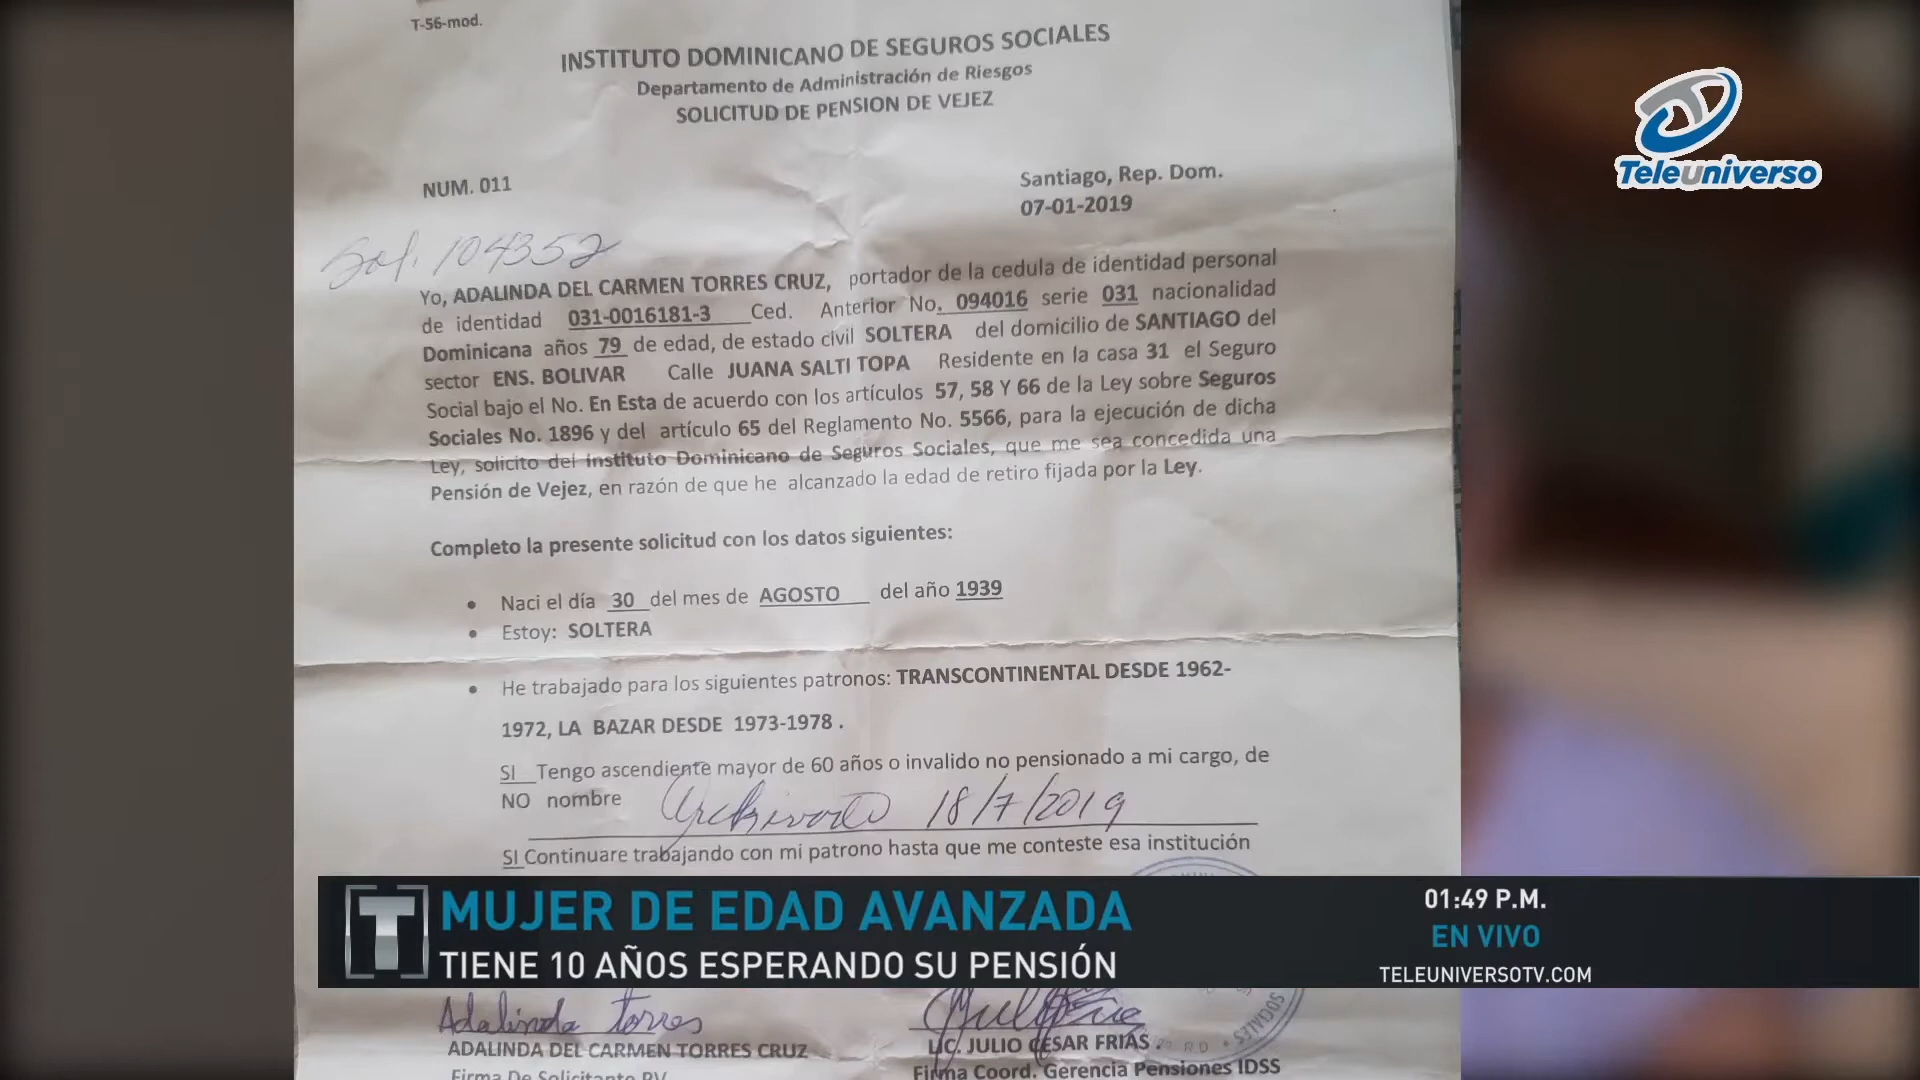 T-56-mod.
INSTITUTO DOMINICANO DE SEGUROS SOCIALES
Departamento de Administración de Riesgos
SOLICITUD DE PENSION DE VEJEZ
Teleuniverso
NUM. 011
Santiago, Rep. Dom.
07-01-2019
Sol. 104352
Yo, ADALINDA DEL CARMEN TORRES CRUZ, portador de la cedula de identidad personal
de identidad 031-0016181-3 Ced. Anterior No. 094016 serie 031 nacionalidad
Dominicana años 79 de edad, de estado civil SOLTERA del domicilio de SANTIAGO del
sector ENS. BOLIVAR Calle JUANA SALTI TOPA Residente en la casa 31 el Seguro
Social bajo el No. En Esta de acuerdo con los artículos 57, 58 Y 66 de la Ley sobre Seguros
Sociales No. 1896 y del artículo 65 del Reglamento No. 5566, para la ejecución de dicha
Ley, solicito del Instituto Dominicano de Seguros Sociales, que me sea concedida una
Pensión de Vejez, en razón de que he alcanzado la edad de retiro fijada por la Ley.
Completo la presente solicitud con los datos siguientes:
• Naci el día 30 del mes de AGOSTO del año 1939
• Estoy: SOLTERA
• He trabajado para los siguientes patronos: TRANSCONTINENTAL DESDE 1962-
1972, LA BAZAR DESDE 1973-1978 .
SI Tengo ascendiente mayor de 60 años o invalido no pensionado a mi cargo, de
NO nombre
Archivado 18/7/2019
SI Continuare trabajando con mi patrono hasta que me conteste esa institución
T MUJER DE EDAD AVANZADA
TIENE 10 AÑOS ESPERANDO SU PENSIÓN
01:49 P.M.
EN VIVO
TELEUNIVERSOTV.COM
Adalinda Torres
ADALINDA DEL CARMEN TORRES CRUZ
Firma De Solicitante PV
SOCIALES
LIC. JULIO CESAR FRIAS .
Firma Coord. Gerencia Pensiones IDSS